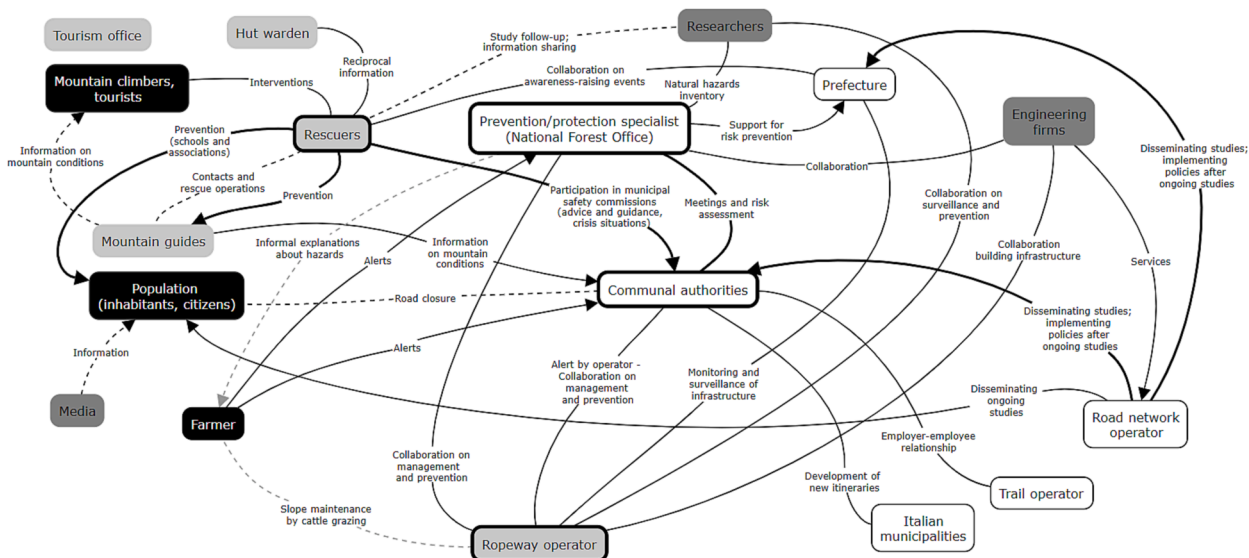 Tourism office
Hut warden
Researchers
Study follow-up;
information sharing
Reciprocal
information
Mountain climbers,
tourists
Interventions
Collaboration on
awareness-raising events
Natural hazards
inventory
Prefecture
Engineering
firms
Prevention
(schools and
associations)
Rescuers
Prevention/protection specialist
(National Forest Office)
Support for
risk prevention
Information on
mountain conditions
Disseminating studies;
implementing
policies after
ongoing studies
Collaboration
Contacts and
rescue operations
Prevention
Participation in municipal
safety commissions
(advice and guidance,
crisis situations)
Meetings and risk
assessment
Collaboration on
surveillance and
prevention
Mountain guides
Informal explanations
about hazards
Alerts
Information
on mountain
conditions
Collaboration
building infrastructure
Services
Population
(inhabitants, citizens)
Road closure
Communal authorities
Disseminating studies;
implementing
policies after
ongoing studies
Information
Alerts
Alert by operator -
Collaboration on
management
and prevention
Monitoring and
surveillance of
infrastructure
Disseminating
ongoing
studies
Media
Farmer
Road network
operator
Employer-employee
relationship
Collaboration on
management
and prevention
Development of
new itineraries
Trail operator
Slope maintenance
by cattle grazing
Ropeway operator
Italian
municipalities